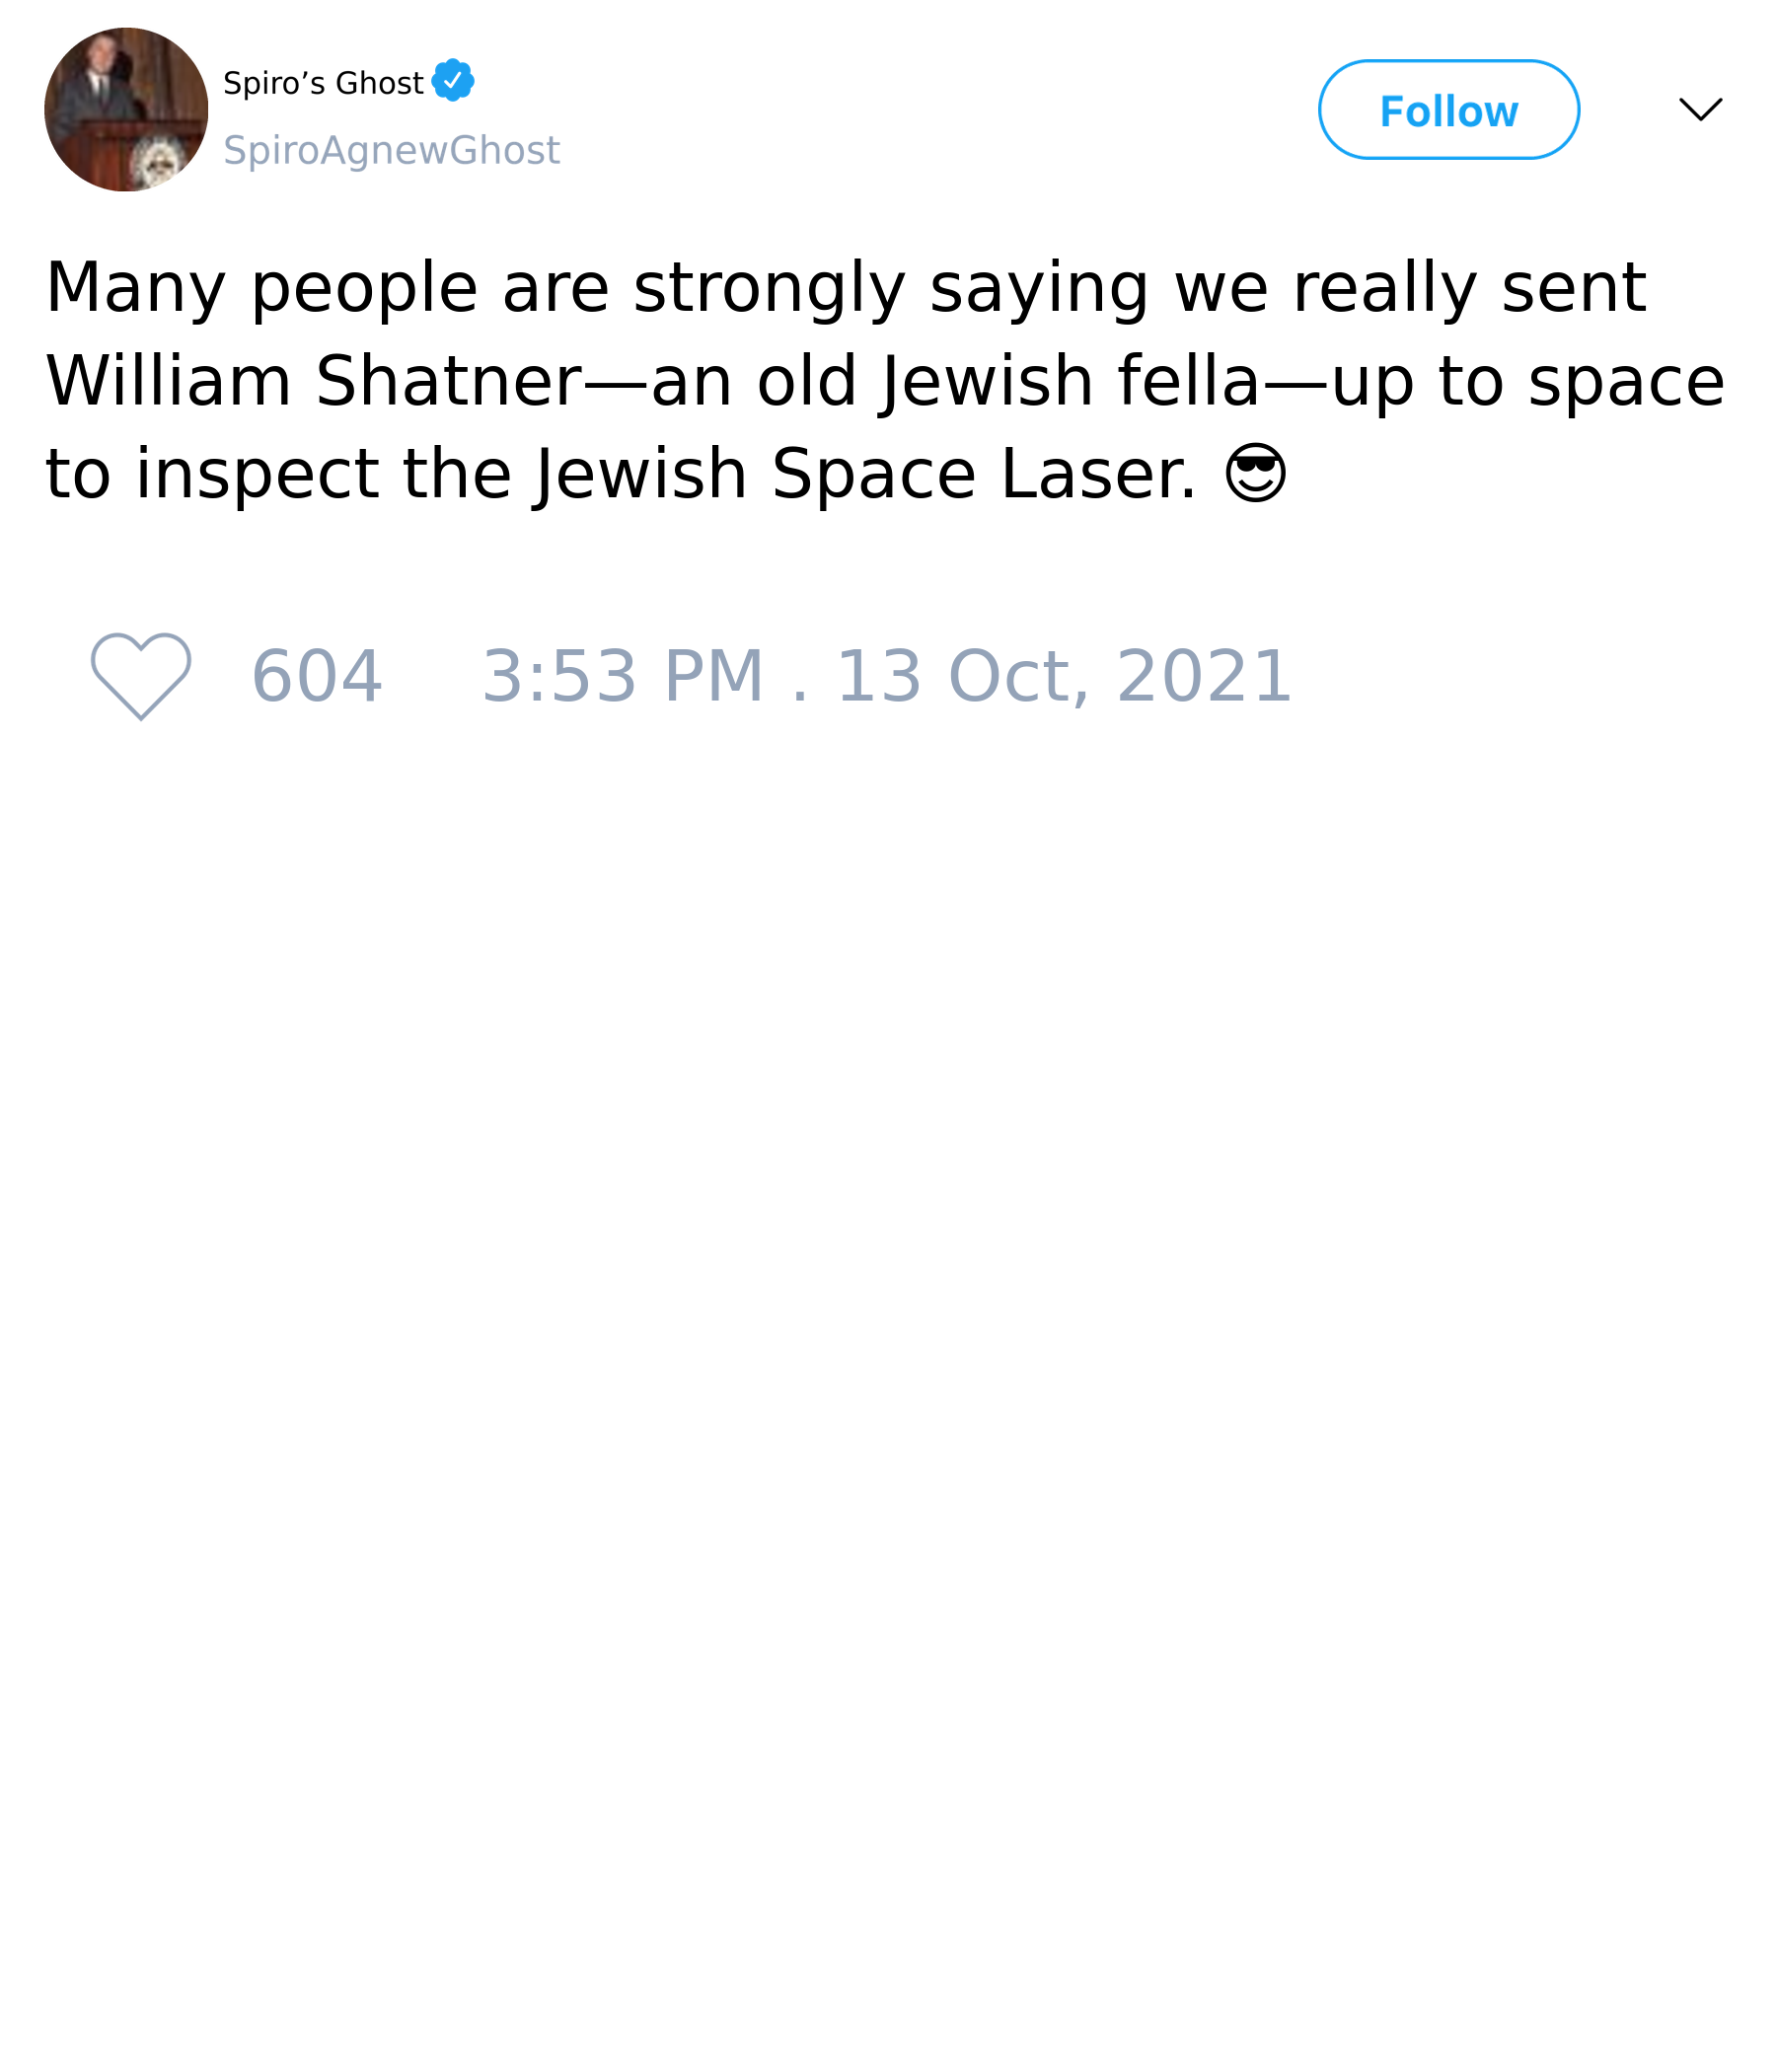 Spiro’s Ghost
SpiroAgnewGhost
Follow
Many people are strongly saying we really sent
William Shatner—an old Jewish fella—up to space
to inspect the Jewish Space Laser. 😎
604 3:53 PM . 13 Oct, 2021